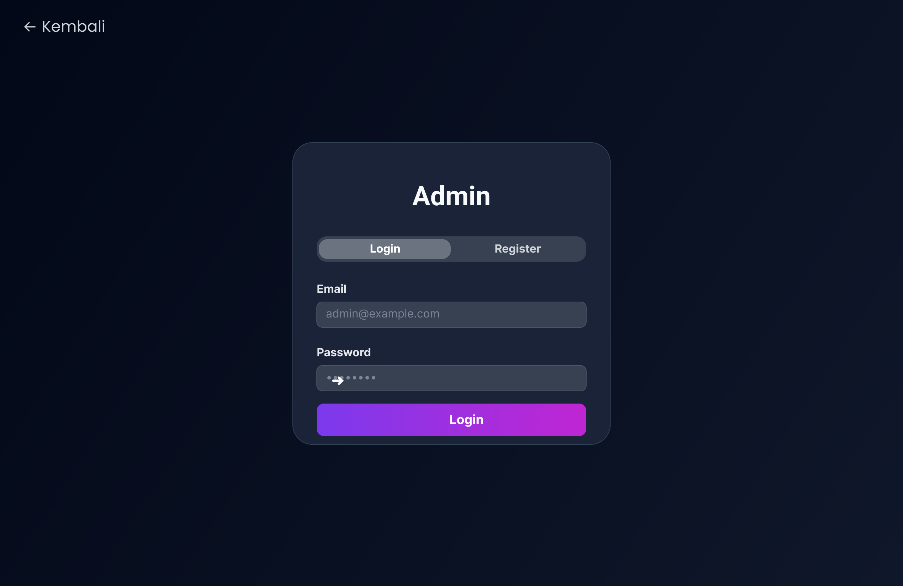 ← Kembali
Admin
Login Register
Email
admin@example.com
Password
••••••••
Login